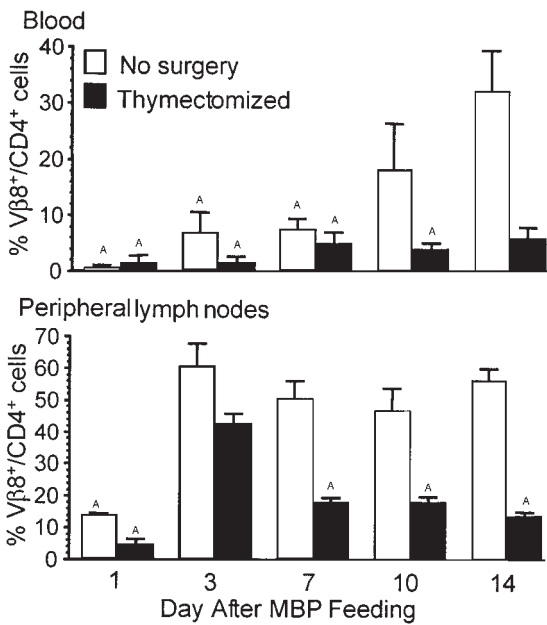 Blood
% Vβ8⁺/CD4⁺ cells
40
30
20
10
0
No surgery
Thymectomized
A A A A A A A
Peripheral lymph nodes
% Vβ8⁺/CD4⁺ cells
70
60
50
40
30
20
10
0
A A A A A
1 3 7 10 14
Day After MBP Feeding